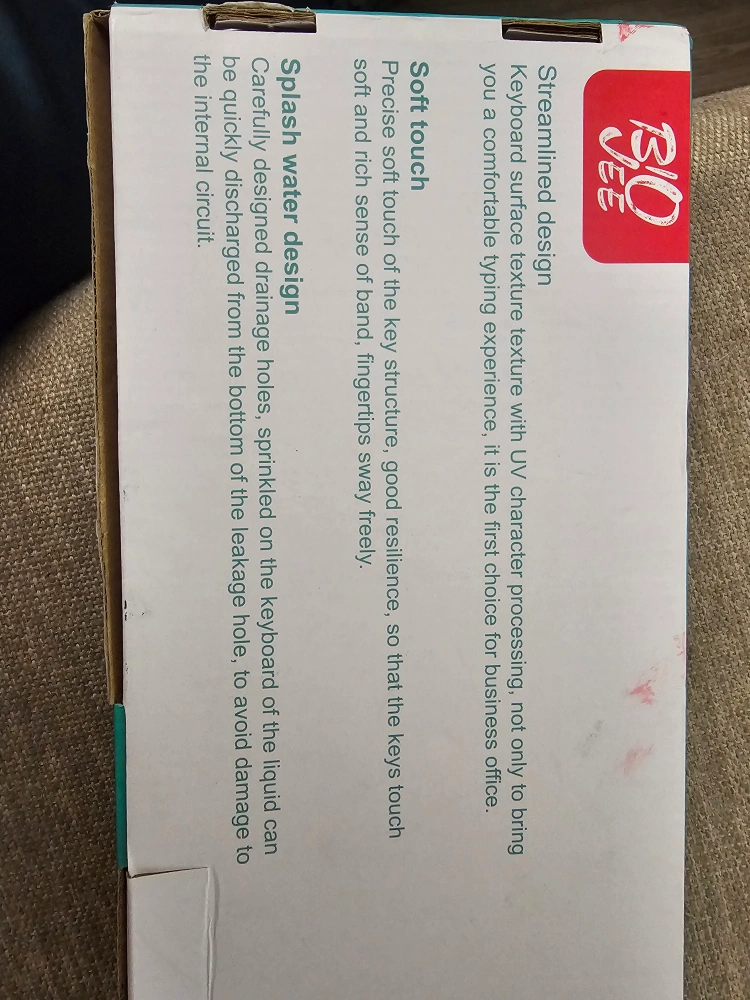 BIO
JEE
Streamlined design
Keyboard surface texture texture with UV character processing, not only to bring
you a comfortable typing experience, it is the first choice for business office.
Soft touch
Precise soft touch of the key structure, good resilience, so that the keys touch
soft and rich sense of band, fingertips sway freely.
Splash water design
Carefully designed drainage holes, sprinkled on the keyboard of the liquid can
be quickly discharged from the bottom of the leakage hole, to avoid damage to
the internal circuit.